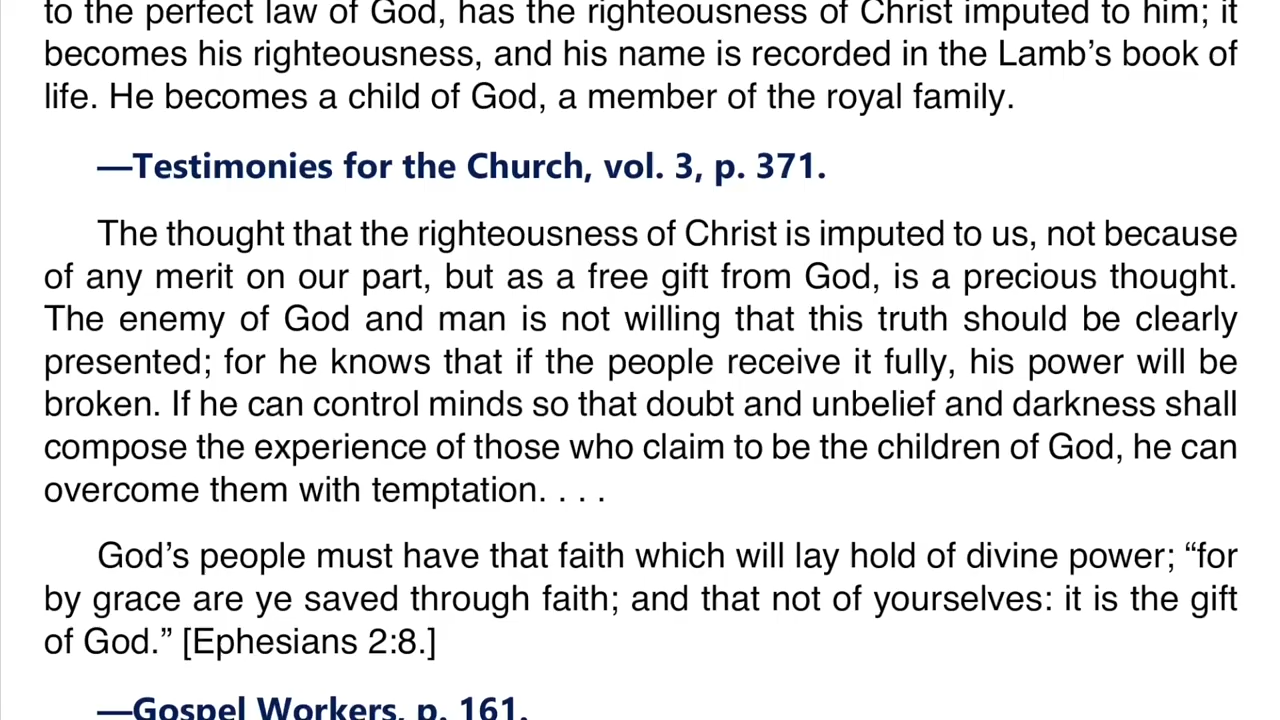 to the perfect law of God, has the righteousness of Christ imputed to him; it
becomes his righteousness, and his name is recorded in the Lamb’s book of
life. He becomes a child of God, a member of the royal family.
—Testimonies for the Church, vol. 3, p. 371.
The thought that the righteousness of Christ is imputed to us, not because
of any merit on our part, but as a free gift from God, is a precious thought.
The enemy of God and man is not willing that this truth should be clearly
presented; for he knows that if the people receive it fully, his power will be
broken. If he can control minds so that doubt and unbelief and darkness shall
compose the experience of those who claim to be the children of God, he can
overcome them with temptation. . . .
God’s people must have that faith which will lay hold of divine power; “for
by grace are ye saved through faith; and that not of yourselves: it is the gift
of God.” [Ephesians 2:8.]
—Gospel Workers, p. 161.